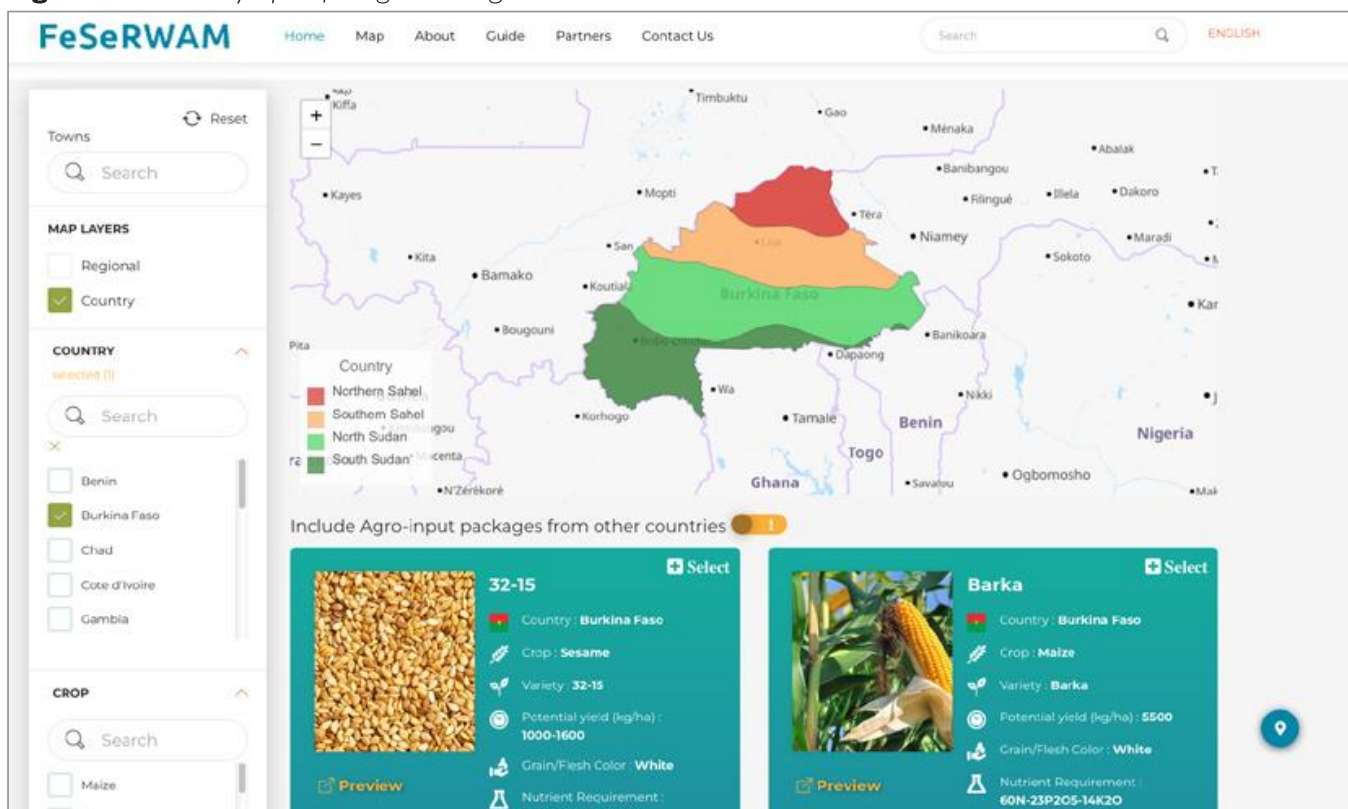 FeSeRWAM
Home Map About Guide Partners Contact Us
Search
ENGLISH
Reset
Towns
Search
MAP LAYERS
Regional
Country
COUNTRY
selected (1)
Search
Benin
Burkina Faso
Chad
Cote d'Ivoire
Gambia
CROP
Search
Maize
+
−
Kiffa
Timbuktu
Gao
Ménaka
Abalak
Banibangou
Kayes
Mopti
Filingué
Illela
Dakoro
Téra
Niamey
Maradi
San
Sokoto
Kita
Bamako
Koutiala
Burkina Faso
Bougouni
Banikoara
Pita
Dapaong
Wa
Nikki
Korhogo
Tamale
Benin
Nigeria
Togo
Ogbomosho
Ghana
Savalou
N'Zérékoré
Country
Northern Sahel
Southern Sahel
North Sudan
South Sudan
Include Agro-input packages from other countries
Select
32-15
Country : Burkina Faso
Crop : Sesame
Variety : 32-15
Potential yield (kg/ha) :
1000-1600
Grain/Flesh Color : White
Nutrient Requirement :
Preview
Select
Barka
Country : Burkina Faso
Crop : Maize
Variety : Barka
Potential yield (kg/ha) : 5500
Grain/Flesh Color : White
Nutrient Requirement :
60N-23P2O5-14K2O
Preview